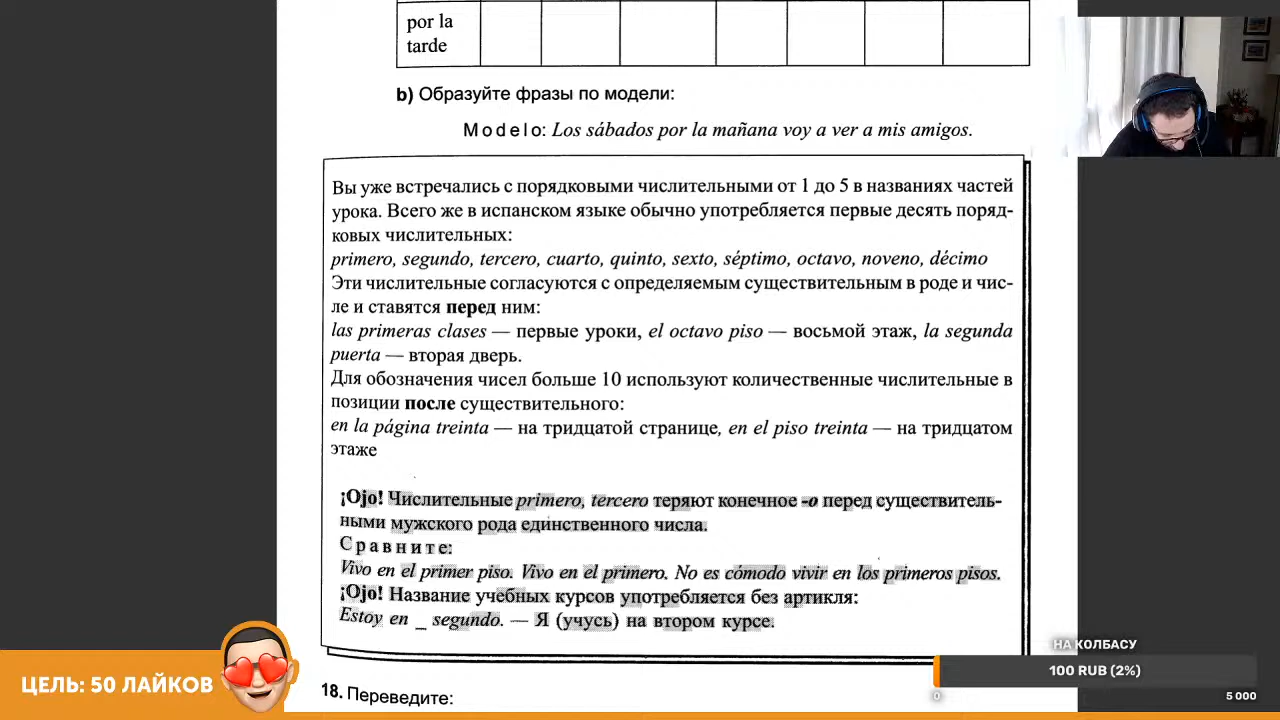 por la
tarde
b) Образуйте фразы по модели:
Modelo: Los sábados por la mañana voy a ver a mis amigos.
Вы уже встречались с порядковыми числительными от 1 до 5 в названиях частей
урока. Всего же в испанском языке обычно употребляется первые десять поряд-
ковых числительных:
primero, segundo, tercero, cuarto, quinto, sexto, séptimo, octavo, noveno, décimo
Эти числительные согласуются с определяемым существительным в роде и чис-
ле и ставятся перед ним:
las primeras clases — первые уроки, el octavo piso — восьмой этаж, la segunda
puerta — вторая дверь.
Для обозначения чисел больше 10 используют количественные числительные в
позиции после существительного:
en la página treinta — на тридцатой странице, en el piso treinta — на тридцатом
этаже
¡Ojo! Числительные primero, tercero теряют конечное -о перед существитель-
ными мужского рода единственного числа.
Сравните:
Vivo en el primer piso. Vivo en el primero. No es cómodo vivir en los primeros pisos.
¡Ojo! Название учебных курсов употребляется без артикля:
Estoy en _ segundo. — Я (учусь) на втором курсе.
18. Переведите:
ЦЕЛЬ: 50 ЛАЙКОВ
НА КОЛБАСУ
100 RUB (2%)
0 5 000